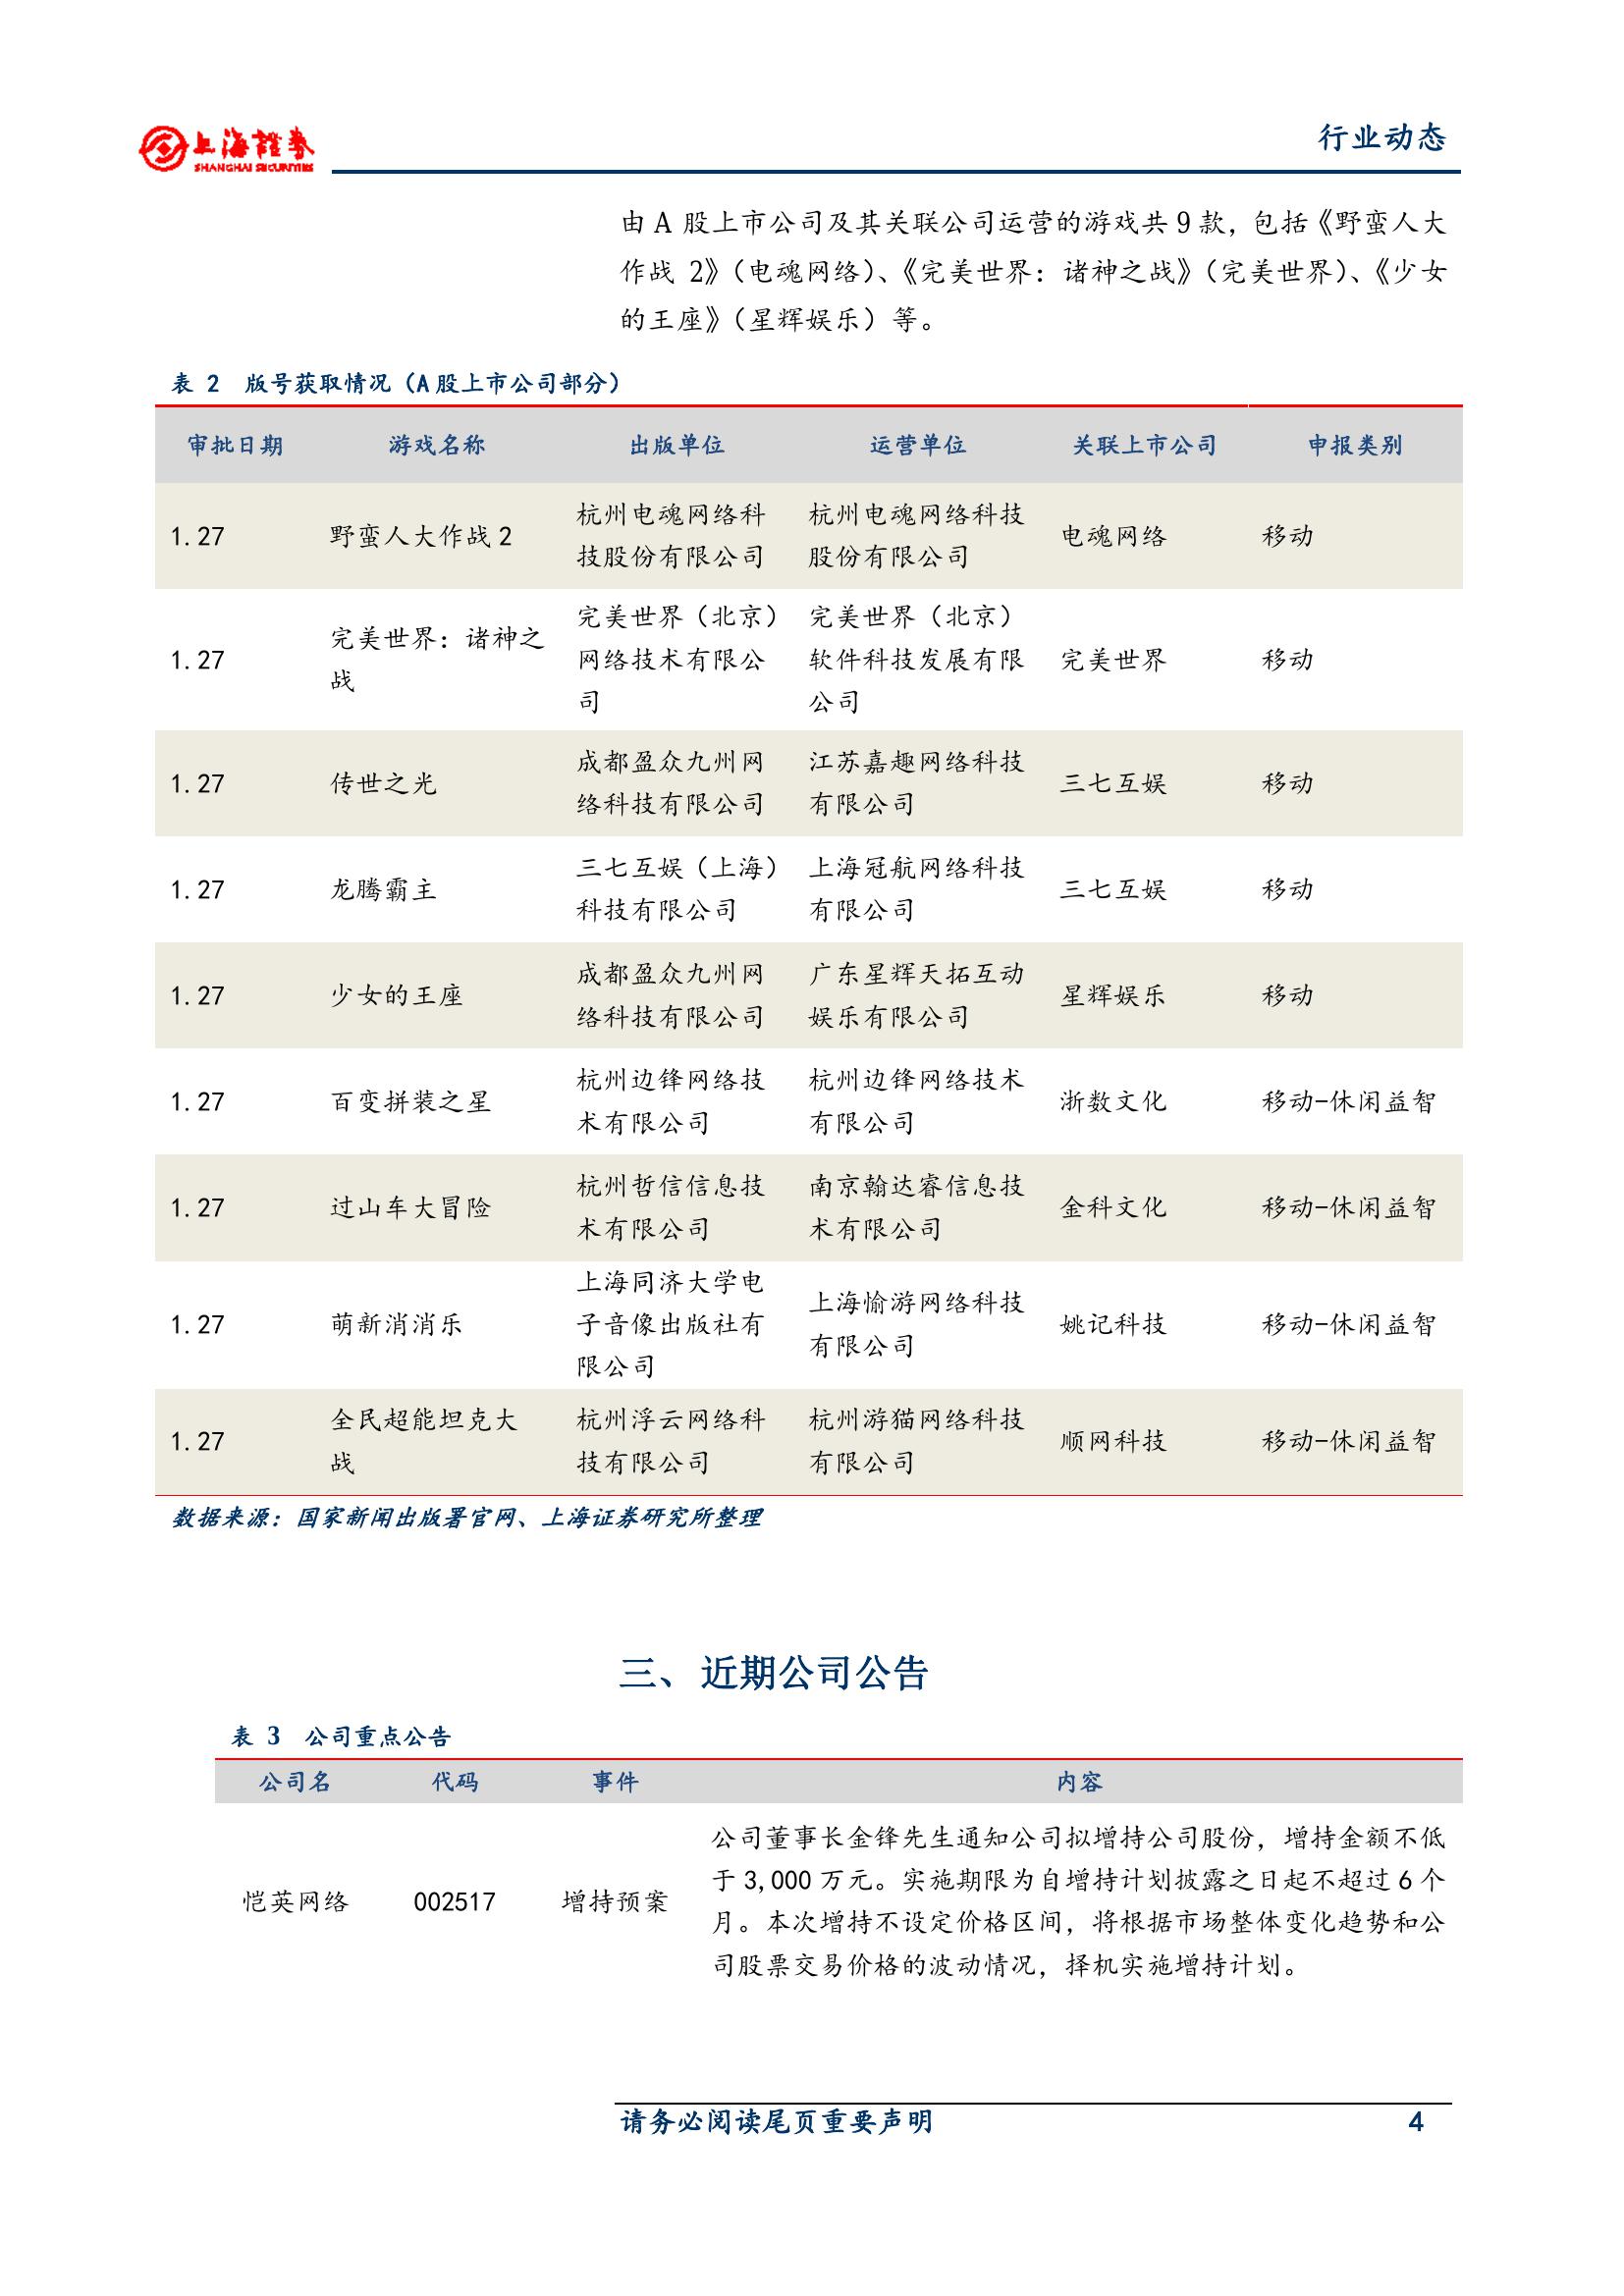 上海證券
SHANGHAI SECURITIES
行业动态
由 A 股上市公司及其关联公司运营的游戏共 9 款，包括《野蛮人大
作战 2》（电魂网络）、《完美世界：诸神之战》（完美世界）、《少女
的王座》（星辉娱乐）等。
表 2 版号获取情况（A 股上市公司部分）
审批日期 游戏名称 出版单位 运营单位 关联上市公司 申报类别
杭州电魂网络科 杭州电魂网络科技
1.27 野蛮人大作战 2 电魂网络 移动
技股份有限公司 股份有限公司
完美世界（北京） 完美世界（北京）
完美世界：诸神之
1.27 网络技术有限公 软件科技发展有限 完美世界 移动
战
司 公司
成都盈众九州网 江苏嘉趣网络科技
1.27 传世之光 三七互娱 移动
络科技有限公司 有限公司
三七互娱（上海） 上海冠航网络科技
1.27 龙腾霸主 三七互娱 移动
科技有限公司 有限公司
成都盈众九州网 广东星辉天拓互动
1.27 少女的王座 星辉娱乐 移动
络科技有限公司 娱乐有限公司
杭州边锋网络技 杭州边锋网络技术
1.27 百变拼装之星 浙数文化 移动-休闲益智
术有限公司 有限公司
杭州哲信信息技 南京翰达睿信息技
1.27 过山车大冒险 金科文化 移动-休闲益智
术有限公司 术有限公司
上海同济大学电
上海愉游网络科技
1.27 萌新消消乐 子音像出版社有 姚记科技 移动-休闲益智
有限公司
限公司
全民超能坦克大 杭州浮云网络科 杭州游猫网络科技
1.27 顺网科技 移动-休闲益智
战 技有限公司 有限公司
数据来源：国家新闻出版署官网、上海证券研究所整理
三、近期公司公告
表 3 公司重点公告
公司名 代码 事件 内容
公司董事长金锋先生通知公司拟增持公司股份，增持金额不低
于 3,000 万元。实施期限为自增持计划披露之日起不超过 6 个
恺英网络 002517 增持预案
月。本次增持不设定价格区间，将根据市场整体变化趋势和公
司股票交易价格的波动情况，择机实施增持计划。
请务必阅读尾页重要声明 4